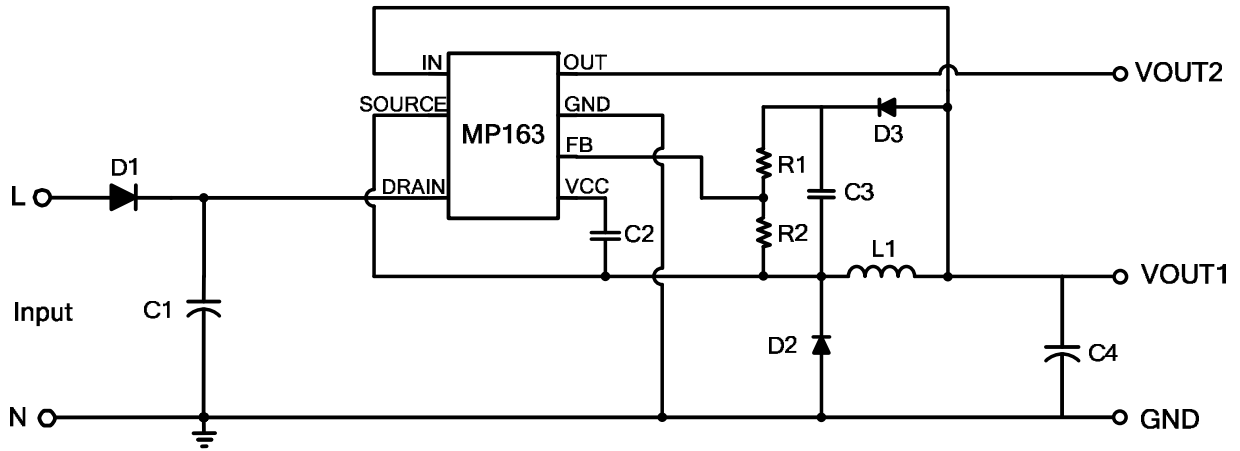 IN
OUT
VOUT2
SOURCE
GND
MP163
D3
FB
R1
D1
L
DRAIN
VCC
C3
C2
R2
L1
VOUT1
Input
C1
D2
C4
N
GND